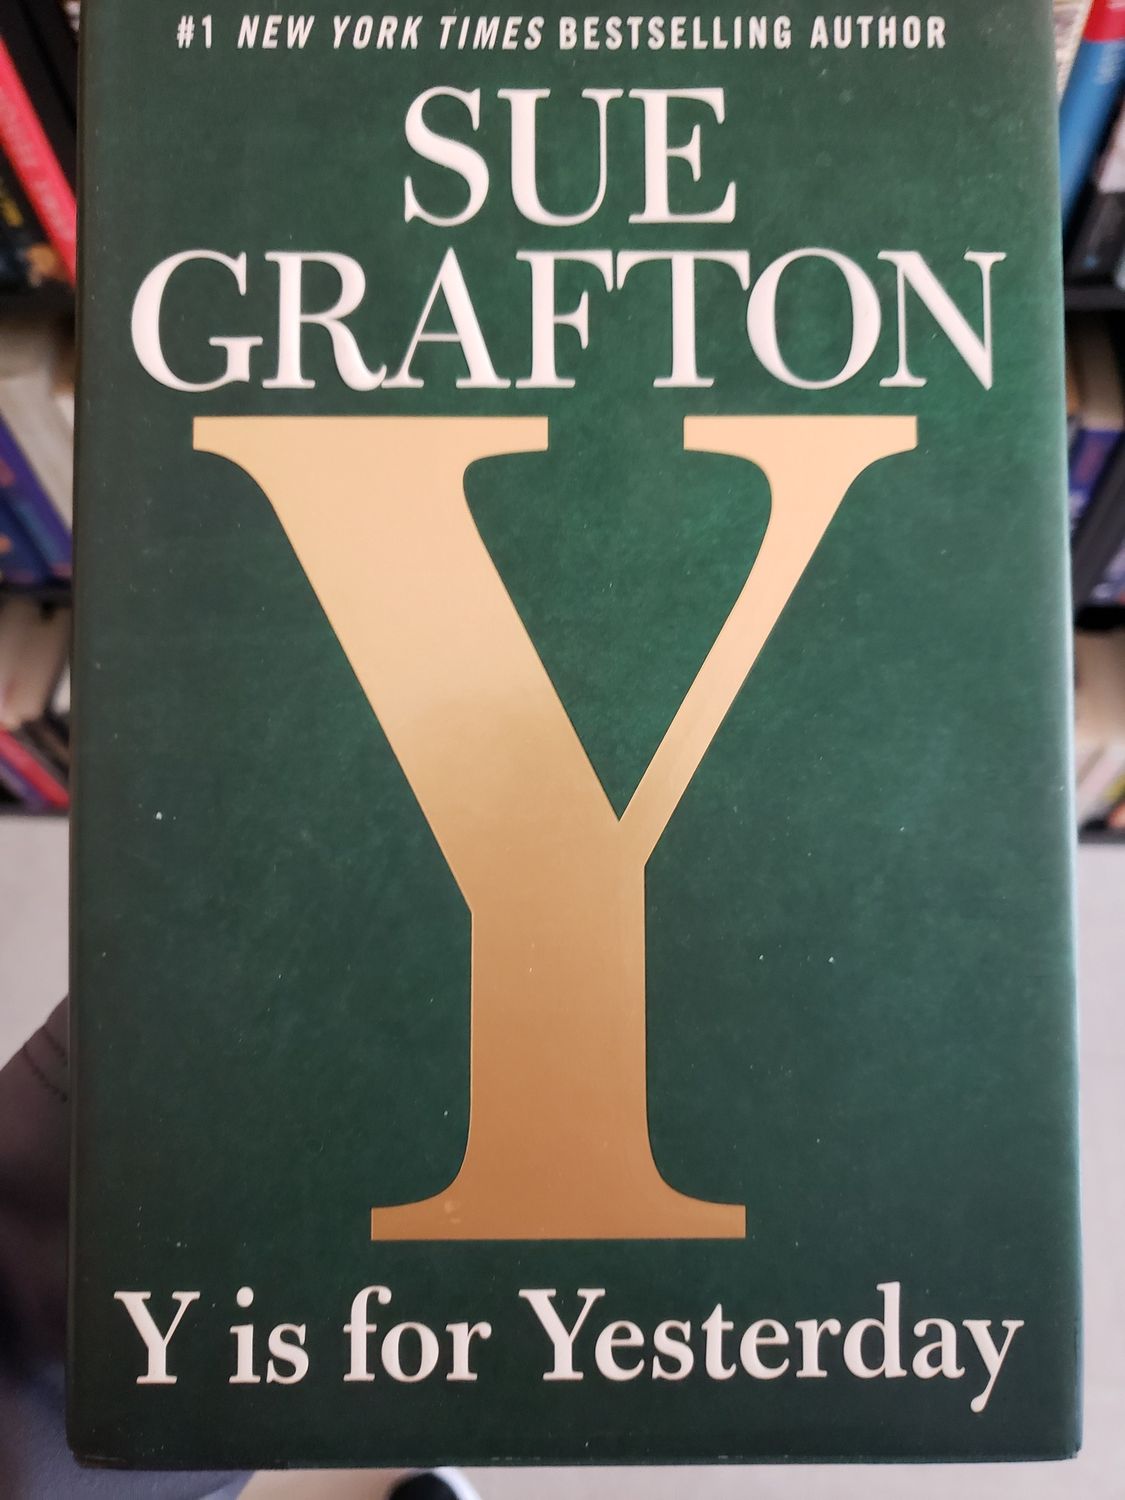 #1 NEW YORK TIMES BESTSELLING AUTHOR
SUE
GRAFTON
Y
Y is for Yesterday